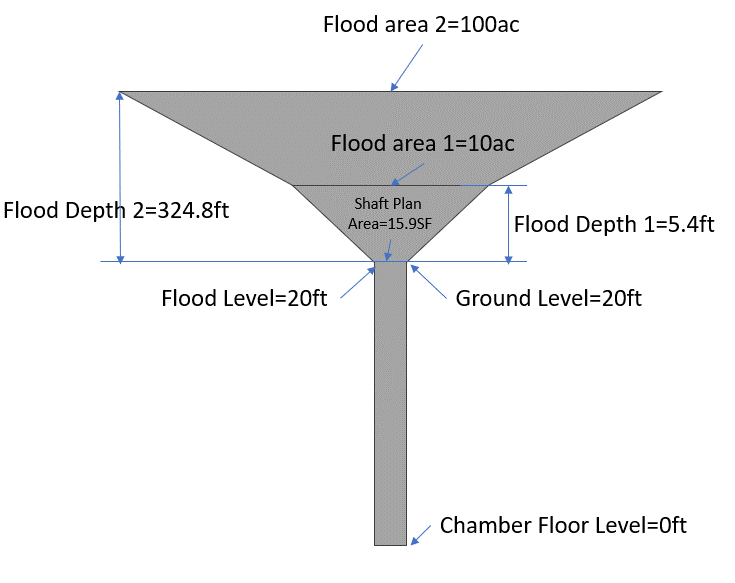 Flood area 2=100ac
Flood area 1=10ac
Shaft Plan
Area=15.9SF
Flood Depth 2=324.8ft
Flood Depth 1=5.4ft
Flood Level=20ft
Ground Level=20ft
Chamber Floor Level=0ft